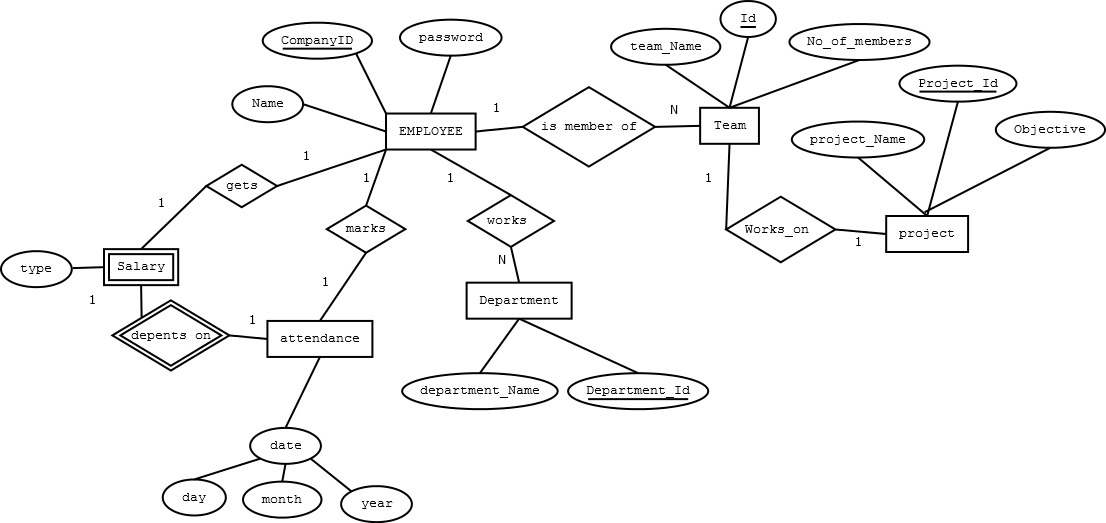 Id
CompanyID
password
team_Name
No_of_members
Project_Id
Name
1
N
EMPLOYEE
is member of
Team
project_Name
Objective
1
gets
1
1
1
1
marks
works
Works_on
project
1
N
type
Salary
1
1
Department
1
depents on
attendance
department_Name
Department_Id
date
day
month
year